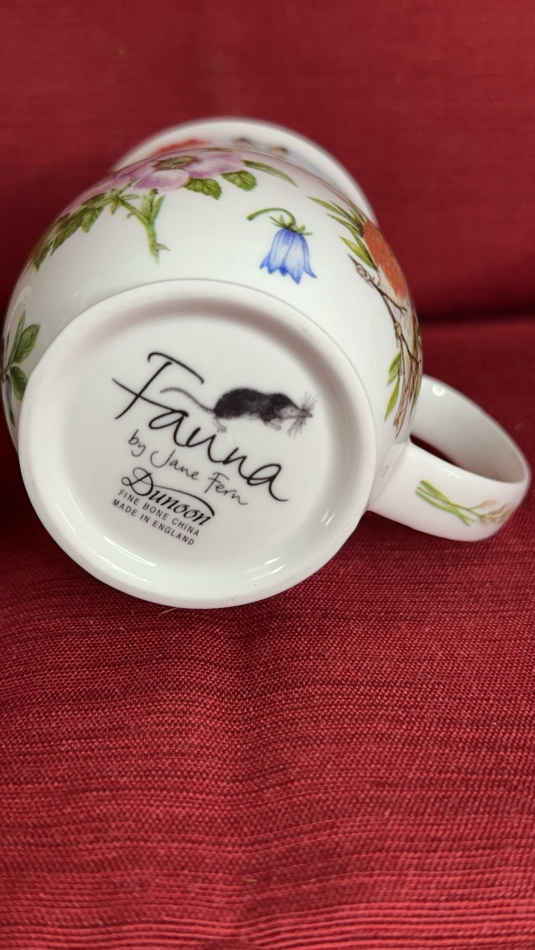 Fauna
by Jane Fern
Dunoon
FINE BONE CHINA
MADE IN ENGLAND